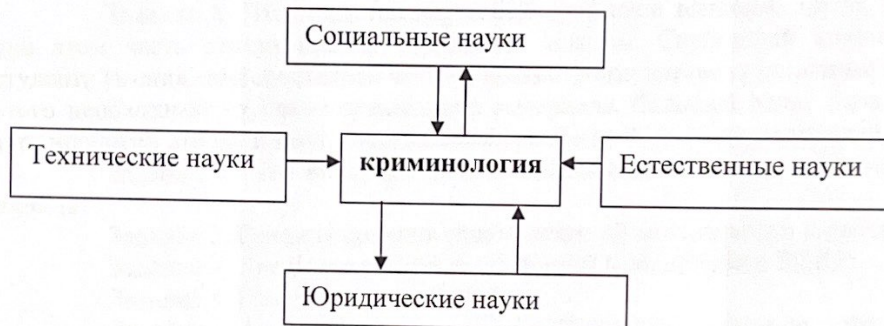 Социальные науки
Технические науки
криминология
Естественные науки
Юридические науки